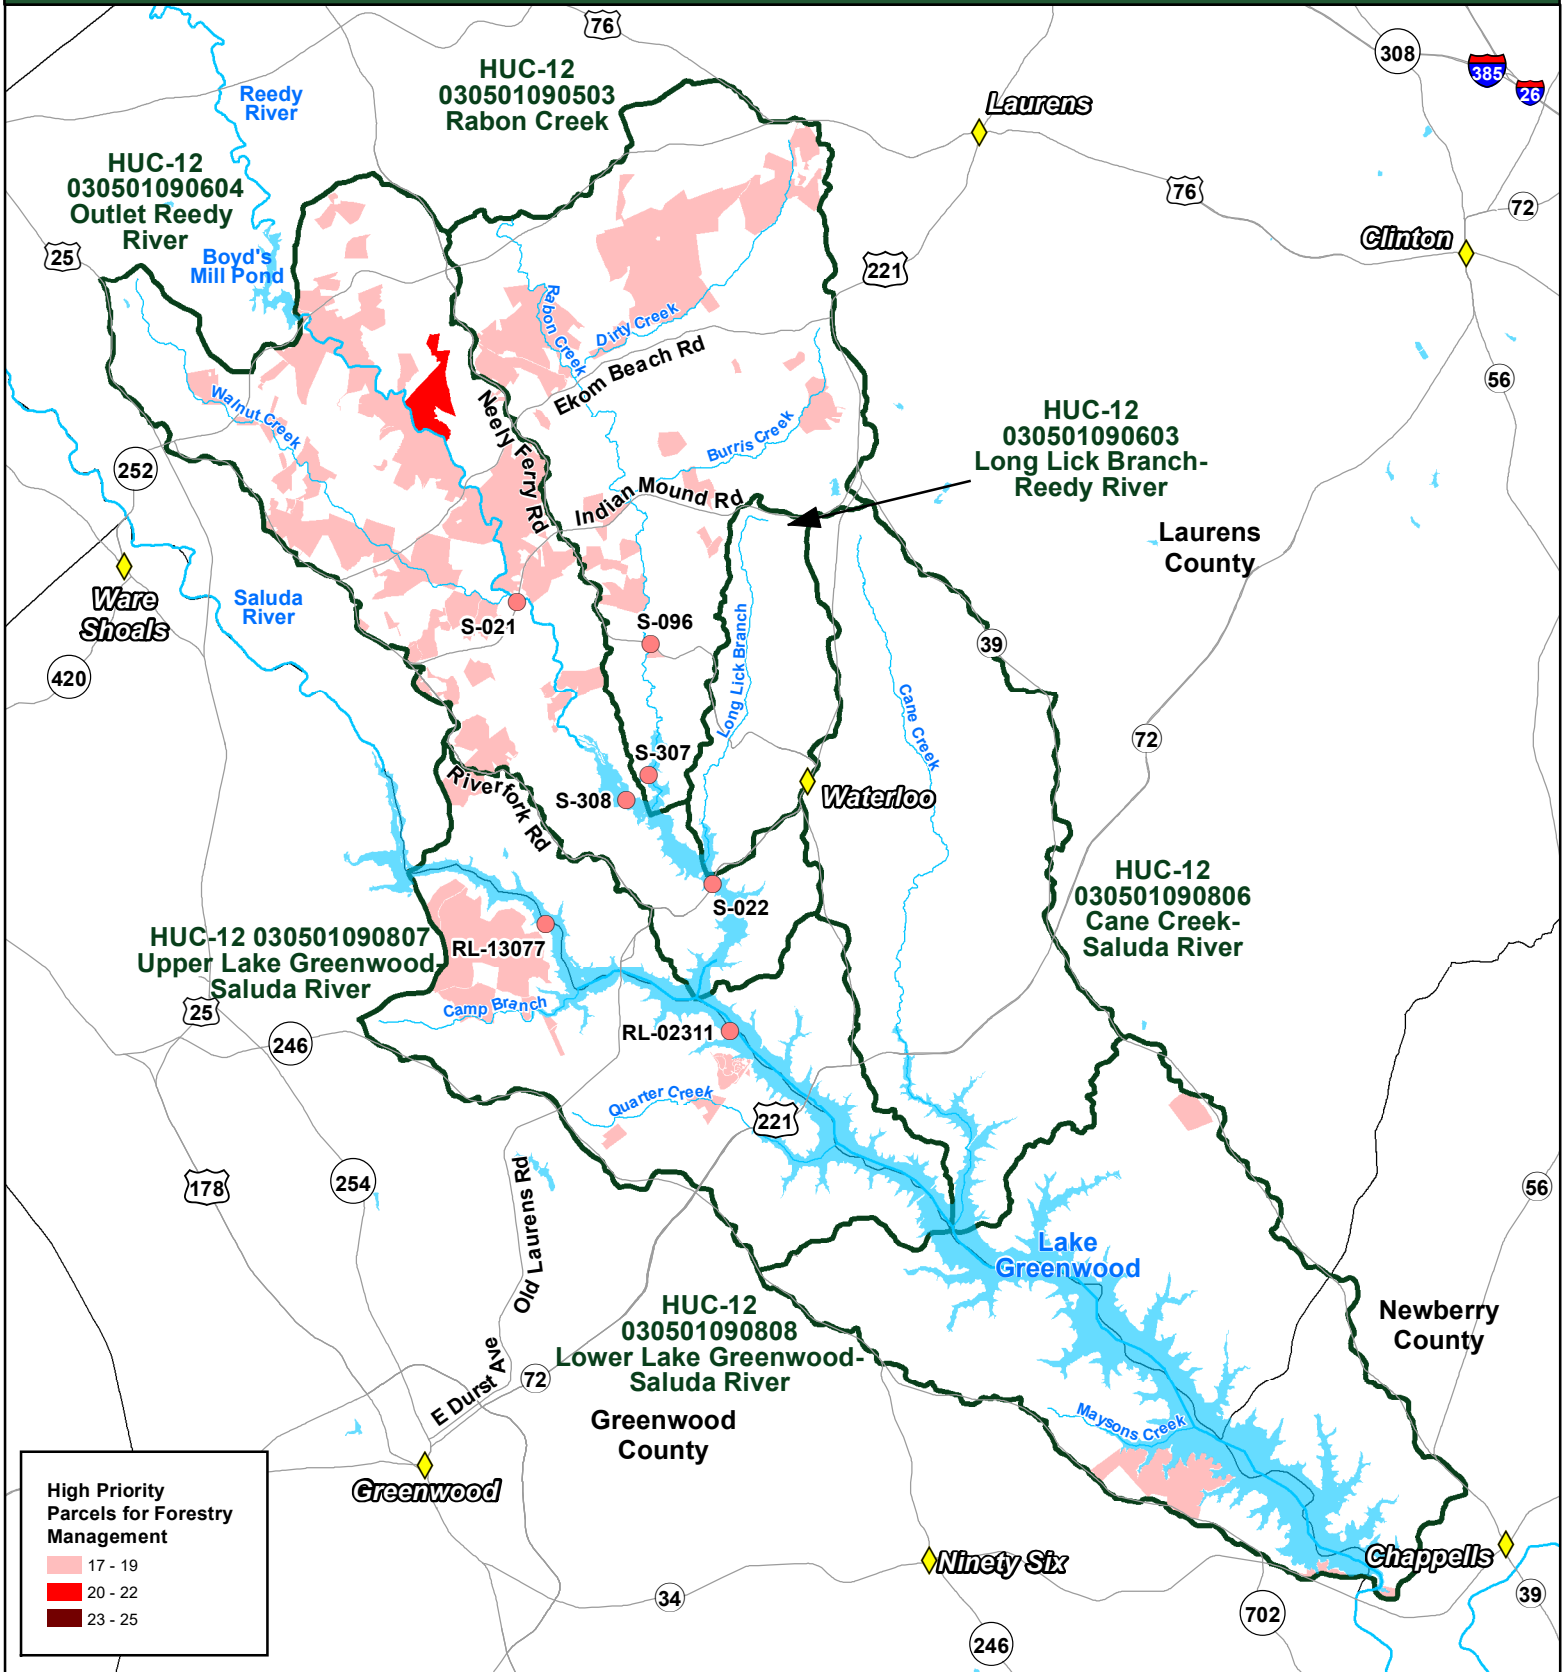 76
308
385
26
HUC-12
030501090503
Rabon Creek
Reedy
River
Laurens
HUC-12
030501090604
Outlet Reedy
River
76
72
25
Boyd's
Mill Pond
221
Clinton
Rabon Creek
Dirty Creek
Ekom Beach Rd
56
Walnut Creek
Neely Ferry Rd
Burris Creek
HUC-12
030501090603
Long Lick Branch-
Reedy River
252
Indian Mound Rd
Laurens
County
Ware
Shoals
Saluda
River
S-021
S-096
Long Lick Branch
39
420
Cane Creek
72
S-307
S-308
Riverfork Rd
Waterloo
HUC-12
030501090806
Cane Creek-
Saluda River
S-022
HUC-12 030501090807
Upper Lake Greenwood-
Saluda River
RL-13077
25
Camp Branch
246
RL-02311
Quarter Creek
221
178
254
56
Old Laurens Rd
Lake
Greenwood
HUC-12
030501090808
Lower Lake Greenwood-
Saluda River
Newberry
County
E Durst Ave
72
Greenwood
County
Maysons Creek
High Priority
Parcels for Forestry
Management
17 - 19
20 - 22
23 - 25
Greenwood
Ninety Six
Chappells
34
702
39
246